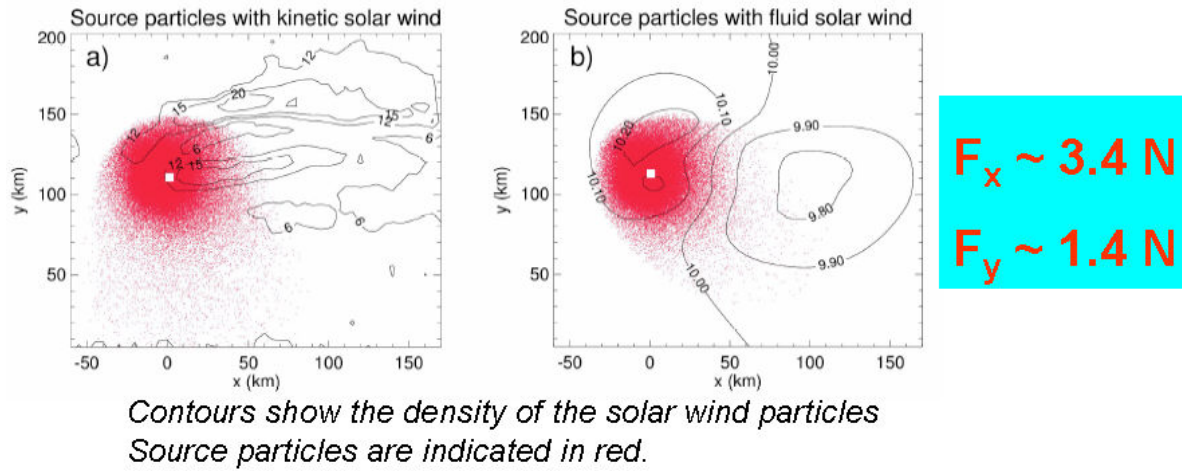 Source particles with kinetic solar wind
a)
200
150
100
50
y (km)
-50 0 50 100 150
x (km)
12
20
15
12
15
12
6
6
12
15
6
6
Source particles with fluid solar wind
b)
200
150
100
50
y (km)
-50 0 50 100 150
x (km)
10.00
10.10
10.20
10.10
9.90
9.80
9.90
10.00
Fx ~ 3.4 N
Fy ~ 1.4 N
Contours show the density of the solar wind particles
Source particles are indicated in red.